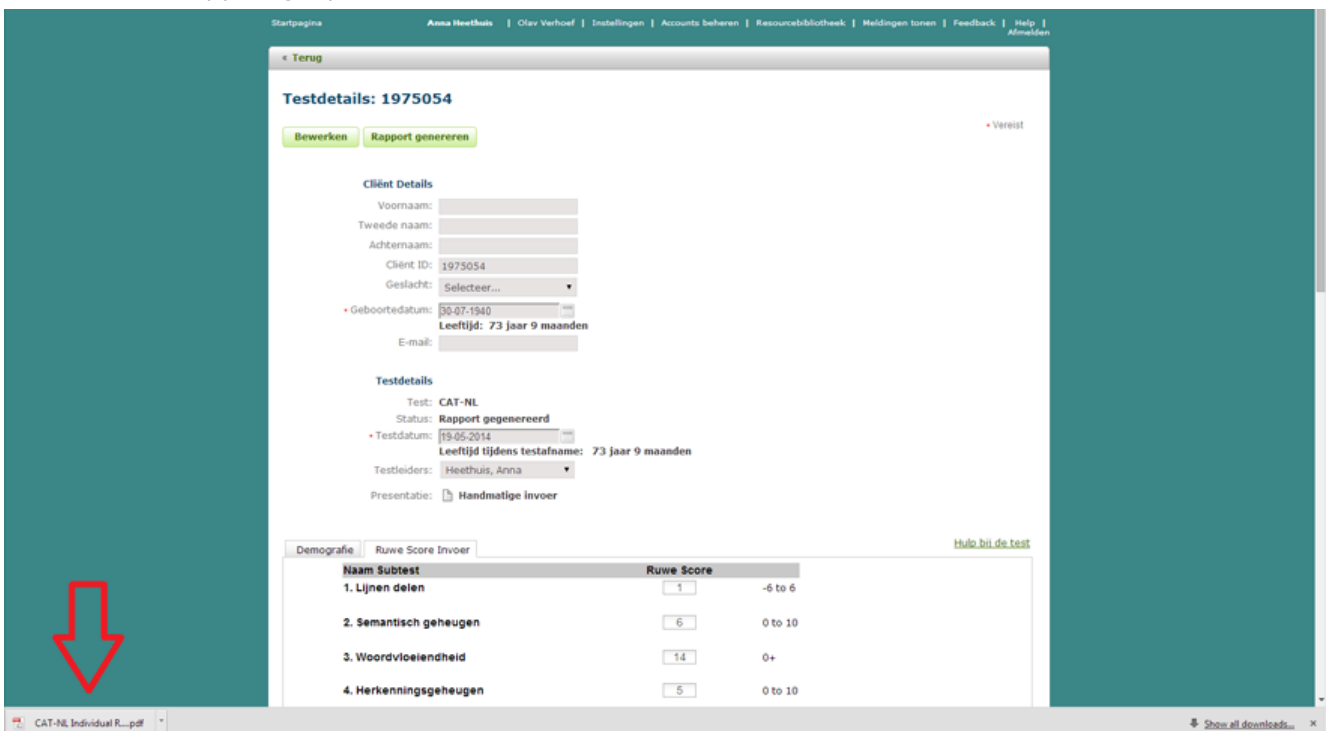 Startpagina Anna Heethuis | Olav Verhoef | Instellingen | Accounts beheren | Resourcebibliotheek | Meldingen tonen | Feedback | Help |
Afmelden
« Terug
Testdetails: 1975054
• Vereist
Bewerken Rapport genereren
Cliënt Details
Voornaam:
Tweede naam:
Achternaam:
Cliënt ID: 1975054
Geslacht: Selecteer...
• Geboortedatum: 30-07-1940
Leeftijd: 73 jaar 9 maanden
E-mail:
Testdetails
Test: CAT-NL
Status: Rapport gegenereerd
• Testdatum: 19-05-2014
Leeftijd tijdens testafname: 73 jaar 9 maanden
Testleiders: Heethuis, Anna
Presentatie: Handmatige invoer
Hulp bij de test
Demografie Ruwe Score Invoer
Naam Subtest Ruwe Score
1. Lijnen delen 1 -6 to 6
2. Semantisch geheugen 6 0 to 10
3. Woordvloeiendheid 14 0+
4. Herkenningsgeheugen 5 0 to 10
CAT-NL Individual R....pdf Show all downloads...